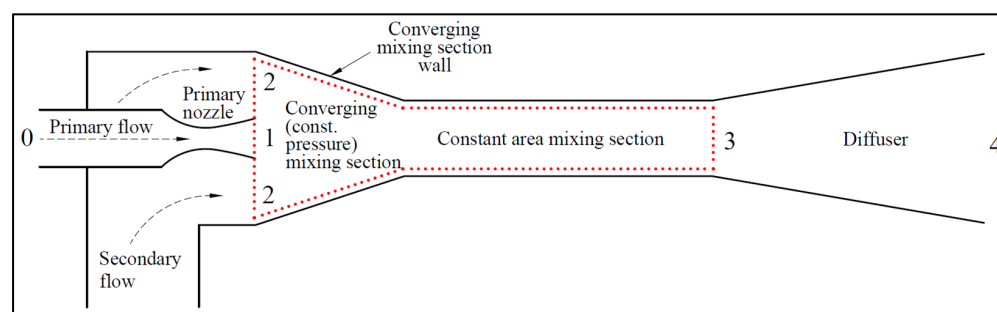 Converging
mixing section
wall
2
Primary
nozzle
Converging
(const.
pressure)
mixing section
0
Primary flow
1
Constant area mixing section
3
Diffuser
4
2
Secondary
flow